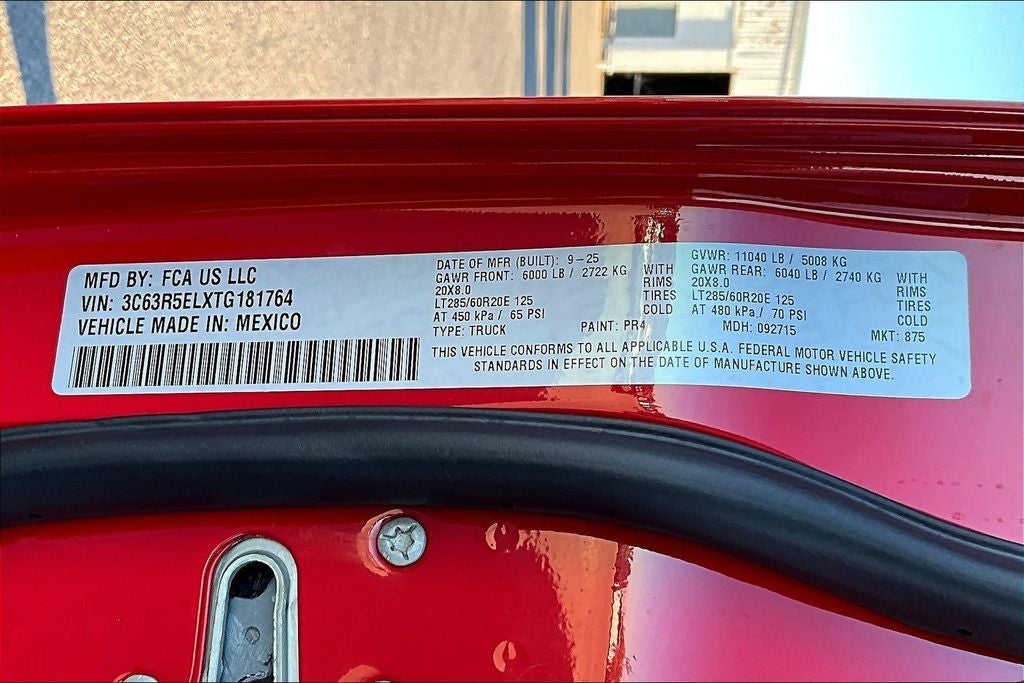 MFD BY: FCA US LLC
VIN: 3C63R5ELXTG181764
VEHICLE MADE IN: MEXICO
DATE OF MFR (BUILT): 9-25
GAWR FRONT: 6000 LB / 2722 KG WITH
20X8.0 RIMS
LT285/60R20E 125 TIRES
AT 450 kPa / 65 PSI COLD
TYPE: TRUCK PAINT: PR4
GVWR: 11040 LB / 5008 KG
GAWR REAR: 6040 LB / 2740 KG WITH
20X8.0 RIMS
LT285/60R20E 125 TIRES
AT 480 kPa / 70 PSI COLD
MDH: 092715 MKT: 875
THIS VEHICLE CONFORMS TO ALL APPLICABLE U.S.A. FEDERAL MOTOR VEHICLE SAFETY
STANDARDS IN EFFECT ON THE DATE OF MANUFACTURE SHOWN ABOVE.